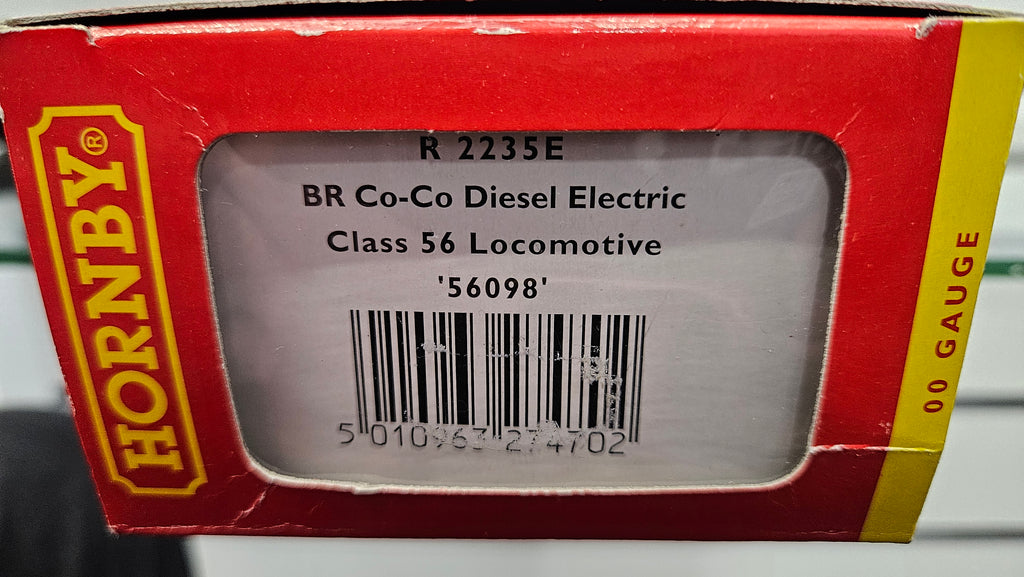 HORNBY®
R 2235E
BR Co-Co Diesel Electric
Class 56 Locomotive
'56098'
5 010963 274702
00 GAUGE